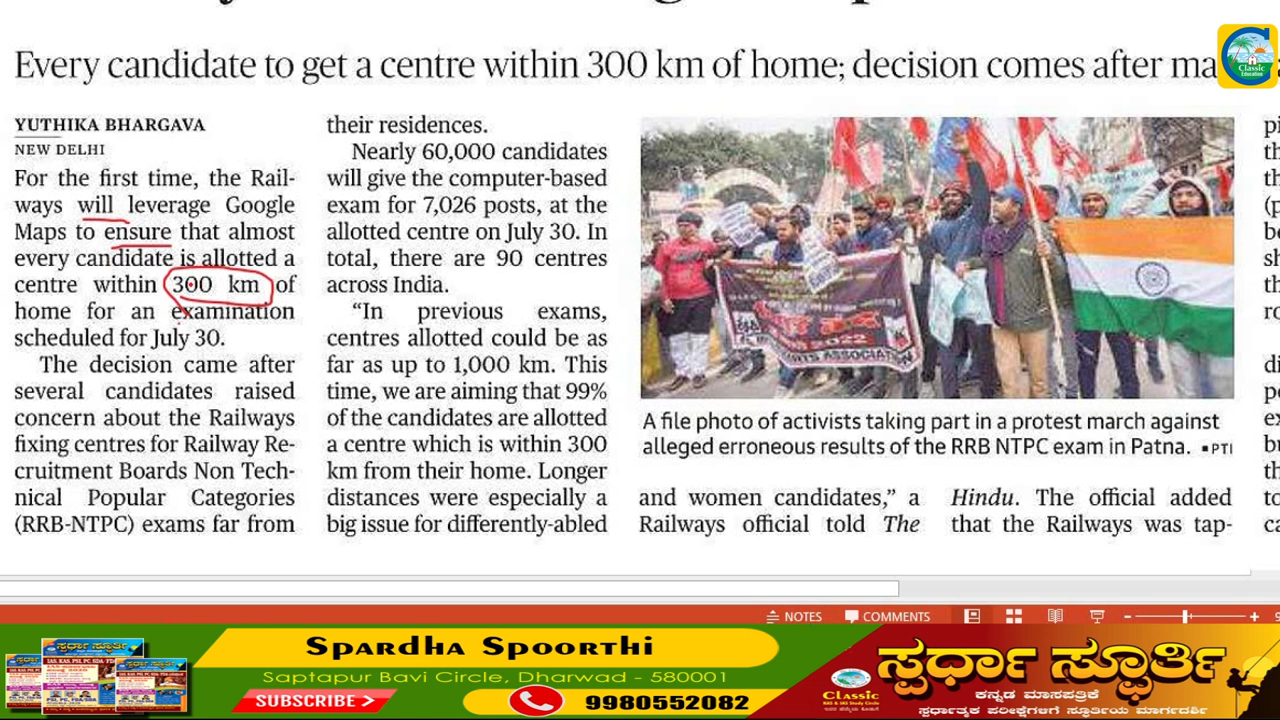 Every candidate to get a centre within 300 km of home; decision comes after
Classic
Education
YUTHIKA BHARGAVA
NEW DELHI
For the first time, the Rail-
ways will leverage Google
Maps to ensure that almost
every candidate is allotted a
centre within 300 km of
home for an examination
scheduled for July 30.
The decision came after
several candidates raised
concern about the Railways
fixing centres for Railway Re-
cruitment Boards Non Tech-
nical Popular Categories
(RRB-NTPC) exams far from
their residences.
Nearly 60,000 candidates
will give the computer-based
exam for 7,026 posts, at the
allotted centre on July 30. In
total, there are 90 centres
across India.
“In previous exams,
centres allotted could be as
far as up to 1,000 km. This
time, we are aiming that 99%
of the candidates are allotted
a centre which is within 300
km from their home. Longer
distances were especially a
big issue for differently-abled
A file photo of activists taking part in a protest march against
alleged erroneous results of the RRB NTPC exam in Patna. ■ PTI
and women candidates,” a
Railways official told The
Hindu. The official added
that the Railways was tap-
NOTES
COMMENTS
Spardha Spoorthi
Saptapur Bavi Circle, Dharwad - 580001
SUBSCRIBE
9980552082
Classic
ಸ್ಪರ್ಧಾ ಸ್ಫೂರ್ತಿ
ಕನ್ನಡ ಮಾಸಪತ್ರಿಕೆ
ಸ್ಪರ್ಧಾತ್ಮಕ ಪರೀಕ್ಷೆಗಳಿಗೆ ಸ್ಫೂರ್ತಿಯ ಮಾರ್ಗದರ್ಶಿ